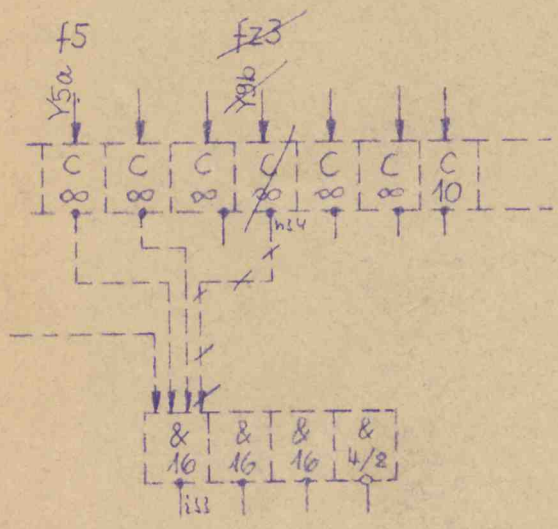 f5 fz3
Y5a Y9b
C C C C C C C
∞ ∞ ∞ ∞ ∞ ∞ 10
& & & &
16 16 16 4/8